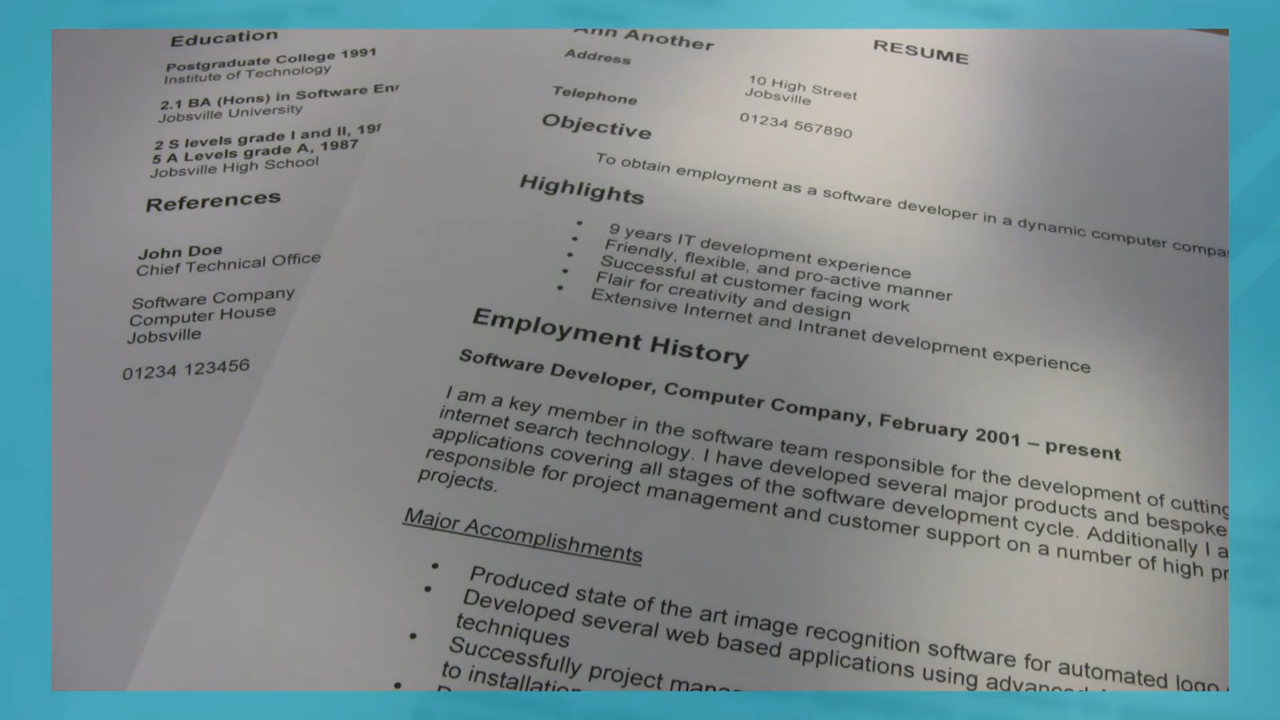 Education
Postgraduate College 1991
Institute of Technology
2.1 BA (Hons) in Software
Jobsville University
2 S levels grade I and II,
5 A Levels grade A, 1987
Jobsville High School
References
John Doe
Chief Technical Office
Software Company
Computer House
Jobsville
01234 123456
Ann Another
RESUME
Address
10 High Street
Jobsville
Telephone
01234 567890
Objective
To obtain employment as a software developer in a dynamic computer
Highlights
• 9 years IT development experience
• Friendly, flexible, and pro-active manner
• Successful at customer facing work
• Flair for creativity and design
• Extensive Internet and Intranet development experience
Employment History
Software Developer, Computer Company, February 2001 – present
I am a key member in the software team responsible for the development of cutting
internet search technology. I have developed several major products and bespoke
applications covering all stages of the software development cycle. Additionally I
responsible for project management and customer support on a number of high
projects.
Major Accomplishments
• Produced state of the art image recognition software for automated logo
• Developed several web based applications using
techniques
• Successfully project
to